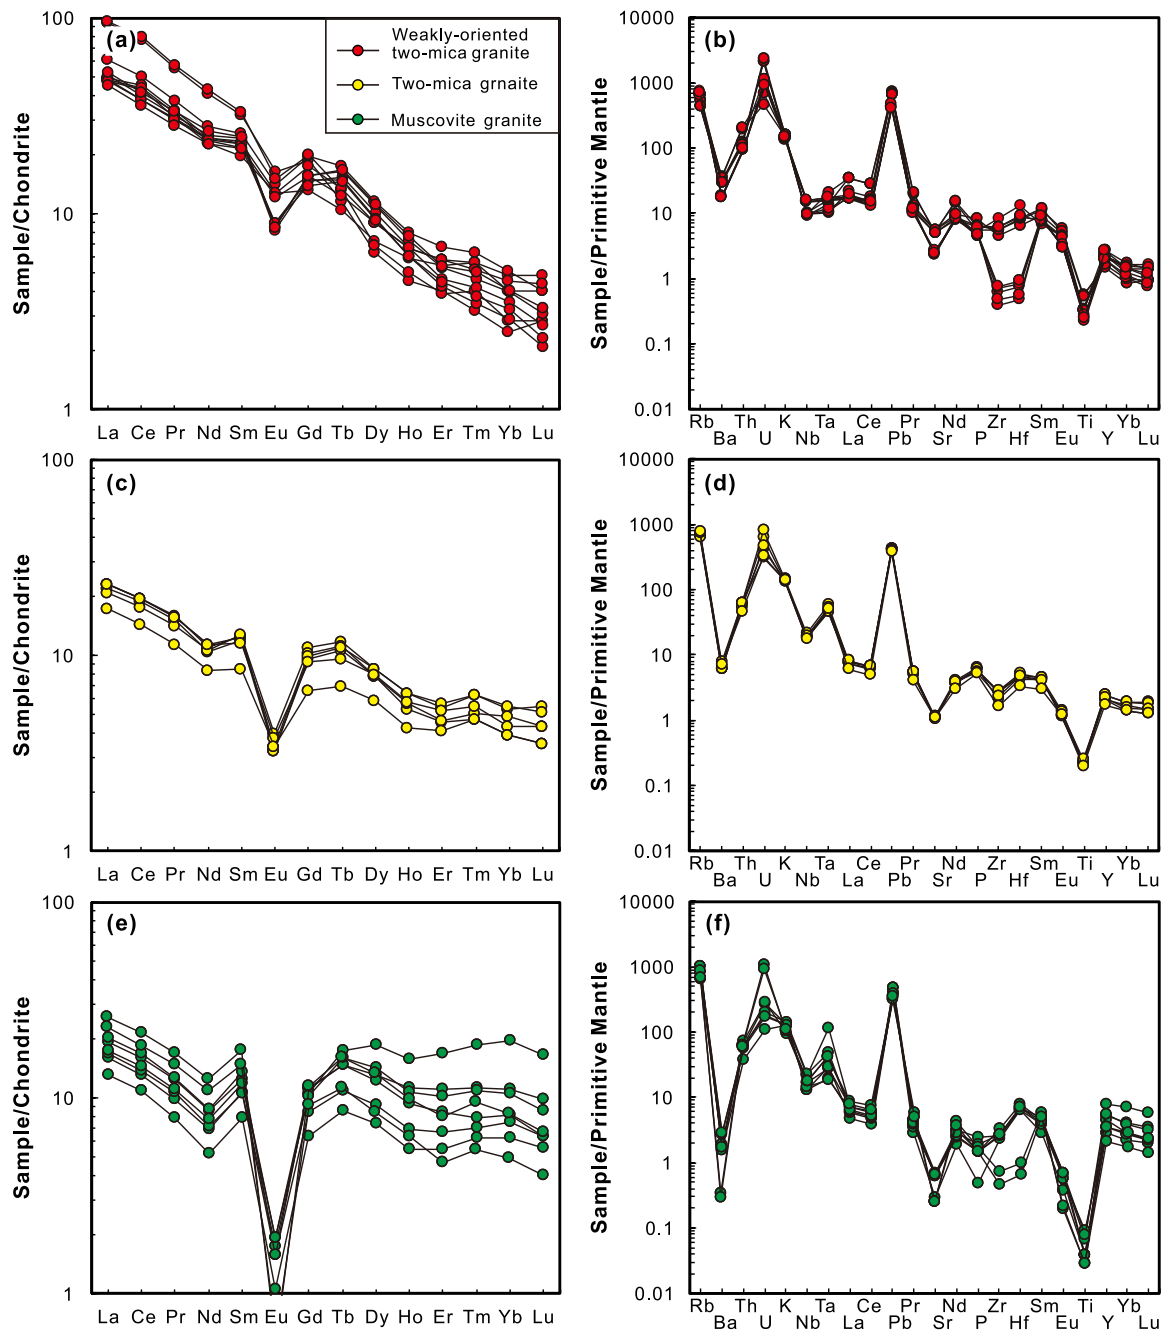 (a)
Weakly-oriented
two-mica granite
Two-mica grnaite
Muscovite granite
Sample/Chondrite
100
10
1
La Ce Pr Nd Sm Eu Gd Tb Dy Ho Er Tm Yb Lu
(b)
Sample/Primitive Mantle
10000
1000
100
10
1
0.1
0.01
Rb Th K Ta Ce Pr Nd Zr Sm Ti Yb
Ba U Nb La Pb Sr P Hf Eu Y Lu
(c)
Sample/Chondrite
100
10
1
La Ce Pr Nd Sm Eu Gd Tb Dy Ho Er Tm Yb Lu
(d)
Sample/Primitive Mantle
10000
1000
100
10
1
0.1
0.01
Rb Th K Ta Ce Pr Nd Zr Sm Ti Yb
Ba U Nb La Pb Sr P Hf Eu Y Lu
(e)
Sample/Chondrite
100
10
1
La Ce Pr Nd Sm Eu Gd Tb Dy Ho Er Tm Yb Lu
(f)
Sample/Primitive Mantle
10000
1000
100
10
1
0.1
0.01
Rb Th K Ta Ce Pr Nd Zr Sm Ti Yb
Ba U Nb La Pb Sr P Hf Eu Y Lu